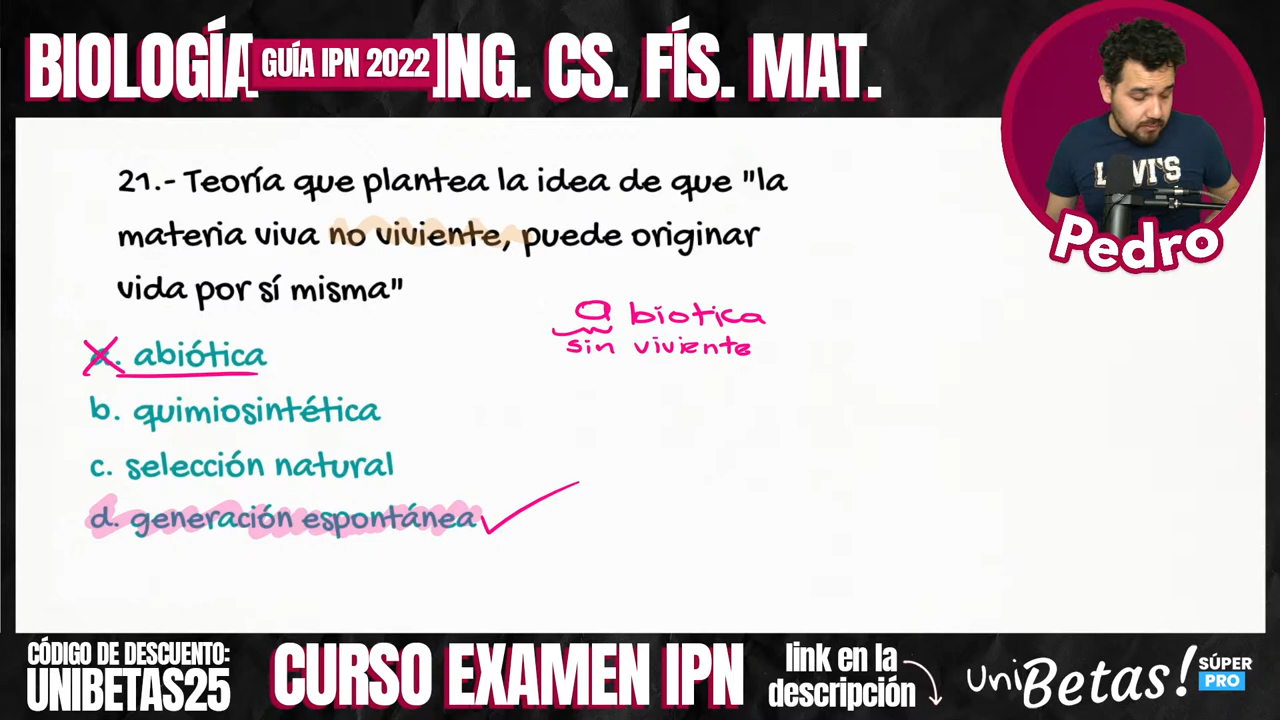 BIOLOGÍA[GUÍA IPN 2022]ING. CS. FÍS. MAT.
LEVI'S
Pedro
21.- Teoría que plantea la idea de que "la
materia viva no viviente, puede originar
vida por sí misma"
a biotica
sin viviente
a. abiótica
b. quimiosintética
c. selección natural
d. generación espontánea
CÓDIGO DE DESCUENTO:
UNIBETAS25
CURSO EXAMEN IPN
link en la
descripción
UniBetas! SÚPER
PRO